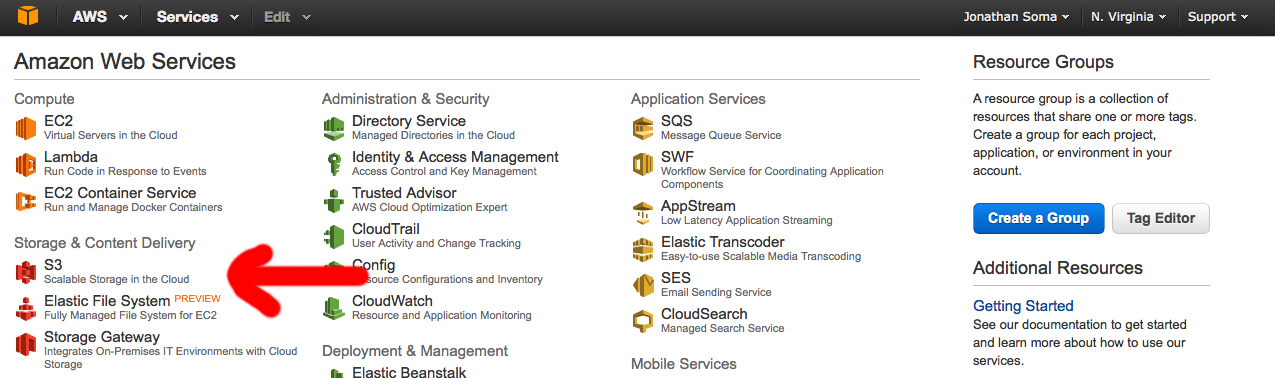 AWS Services Edit Jonathan Soma N. Virginia Support
Amazon Web Services
Compute
EC2
Virtual Servers in the Cloud
Lambda
Run Code in Response to Events
EC2 Container Service
Run and Manage Docker Containers
Storage & Content Delivery
S3
Scalable Storage in the Cloud
Elastic File System PREVIEW
Fully Managed File System for EC2
Storage Gateway
Integrates On-Premises IT Environments with Cloud
Storage
Administration & Security
Directory Service
Managed Directories in the Cloud
Identity & Access Management
Access Control and Key Management
Trusted Advisor
AWS Cloud Optimization Expert
CloudTrail
User Activity and Change Tracking
Config
Resource Configurations and Inventory
CloudWatch
Resource and Application Monitoring
Deployment & Management
Elastic Beanstalk
Application Services
SQS
Message Queue Service
SWF
Workflow Service for Coordinating Application
Components
AppStream
Low Latency Application Streaming
Elastic Transcoder
Easy-to-use Scalable Media Transcoding
SES
Email Sending Service
CloudSearch
Managed Search Service
Mobile Services
Resource Groups
A resource group is a collection of
resources that share one or more tags.
Create a group for each project,
application, or environment in your
account.
Create a Group Tag Editor
Additional Resources
Getting Started
See our documentation to get started
and learn more about how to use our
services.